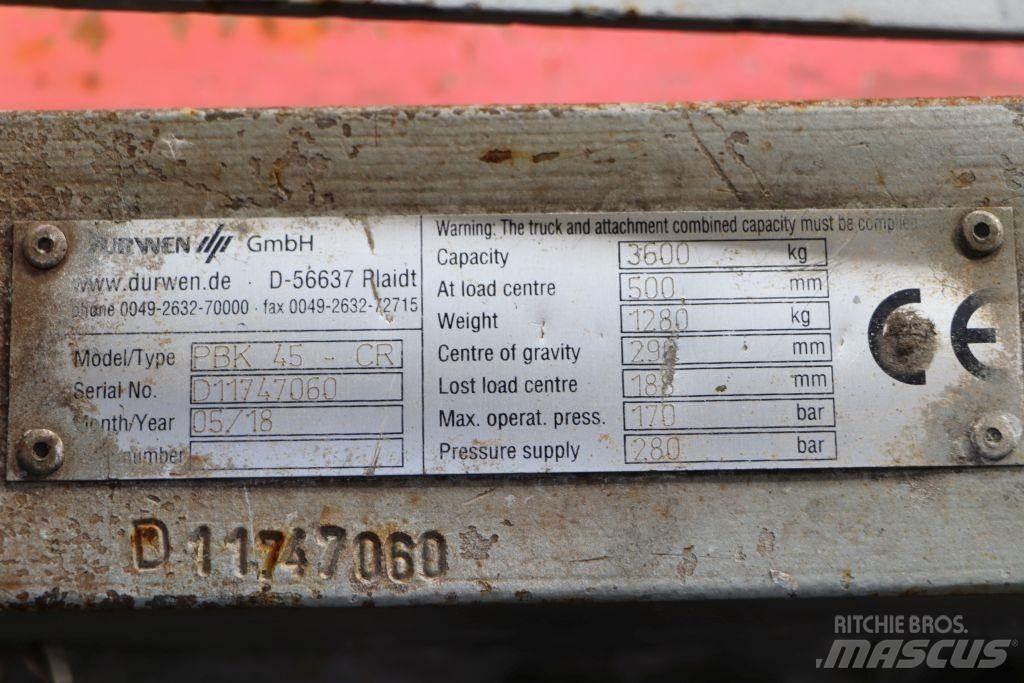 DURWEN GmbH
www.durwen.de · D-56637 Plaidt
phone 0049-2632-70000 · fax 0049-2632-72715
Model/Type PBK 45 - CR
Serial No. D11747060
Month/Year 05/18
number
Warning: The truck and attachment combined capacity must be complied
Capacity 3600 kg
At load centre 500 mm
Weight 1280 kg
Centre of gravity mm
Lost load centre mm
Max. operat. press. 170 bar
Pressure supply 280 bar
CE
D11747060
RITCHIE BROS.
MASCUS